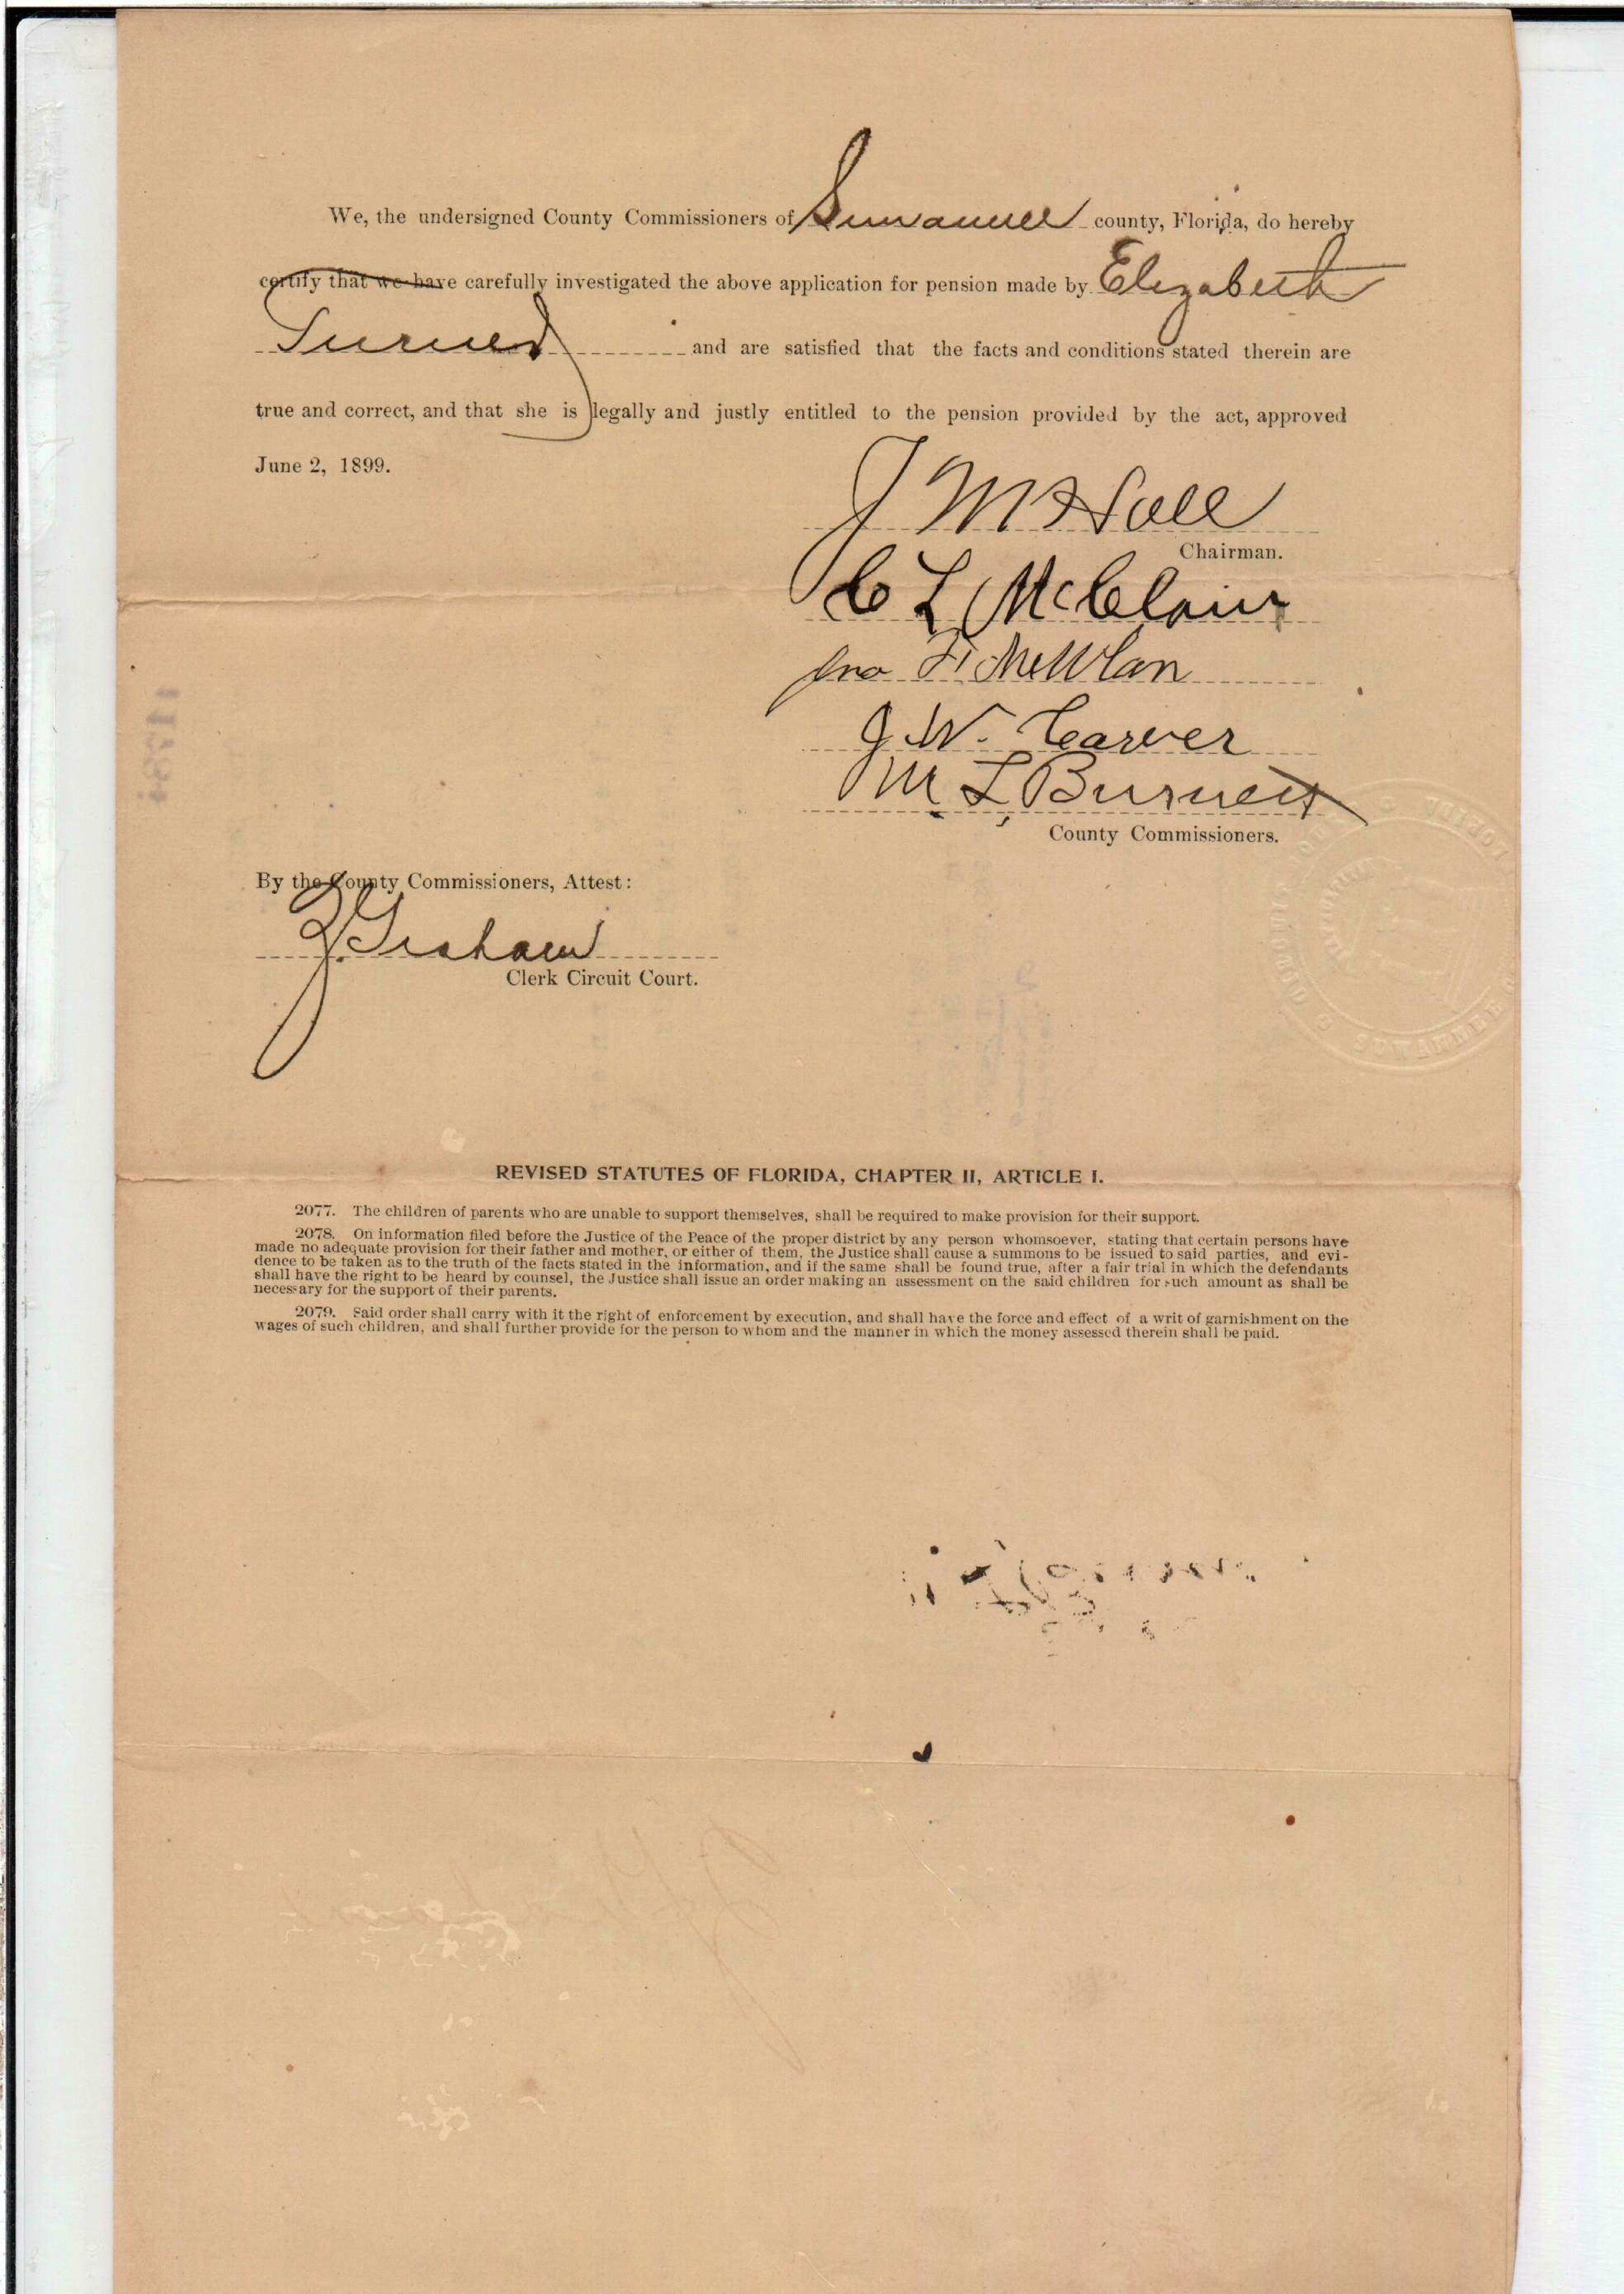 We, the undersigned County Commissioners of Suwannee county, Florida, do hereby
certify that we have carefully investigated the above application for pension made by Elizabeth
Turner and are satisfied that the facts and conditions stated therein are
true and correct, and that she is legally and justly entitled to the pension provided by the act, approved
June 2, 1899.
J M
Chairman.
C L McClain
Jno
J. W. Carver
M L Burnett
County Commissioners.
By the County Commissioners, Attest:
Graham
Clerk Circuit Court.
SUWANNEE
REVISED STATUTES OF FLORIDA, CHAPTER II, ARTICLE I.
2077. The children of parents who are unable to support themselves, shall be required to make provision for their support.
2078. On information filed before the Justice of the Peace of the proper district by any person whomsoever, stating that certain persons have
made no adequate provision for their father and mother, or either of them, the Justice shall cause a summons to be issued to said parties, and evi-
dence to be taken as to the truth of the facts stated in the information, and if the same shall be found true, after a fair trial in which the defendants
shall have the right to be heard by counsel, the Justice shall issue an order making an assessment on the said children for such amount as shall be
necessary for the support of their parents.
2079. Said order shall carry with it the right of enforcement by execution, and shall have the force and effect of a writ of garnishment on the
wages of such children, and shall further provide for the person to whom and the manner in which the money assessed therein shall be paid.